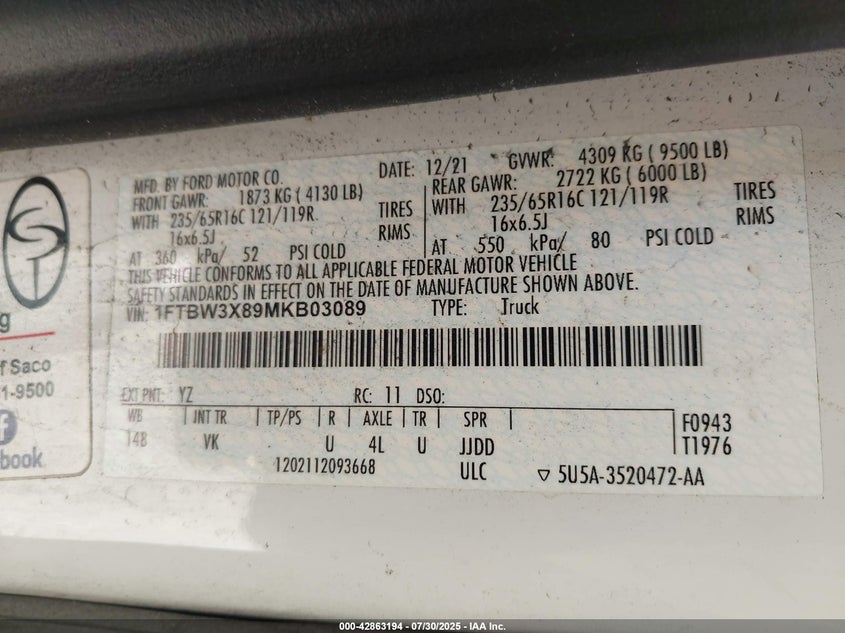 MFD. BY FORD MOTOR CO. DATE: 12/21 GVWR: 4309 KG ( 9500 LB)
FRONT GAWR: 1873 KG ( 4130 LB) REAR GAWR: 2722 KG ( 6000 LB)
WITH 235/65R16C 121/119R TIRES WITH 235/65R16C 121/119R TIRES
16x6.5J RIMS 16x6.5J RIMS
AT 360 kPa/ 52 PSI COLD AT 550 kPa/ 80 PSI COLD
THIS VEHICLE CONFORMS TO ALL APPLICABLE FEDERAL MOTOR VEHICLE
SAFETY STANDARDS IN EFFECT ON THE DATE OF MANUFACTURE SHOWN ABOVE.
VIN: 1FTBW3X89MKB03089 TYPE: Truck
EXT PNT: YZ RC: 11 DSO:
WB INT TR TP/PS R AXLE TR SPR F0943
148 VK U 4L U JJDD T1976
1202112093668 ULC 5U5A-3520472-AA
ST
g
f Saco
1-9500
f
book
000-42863194 - 07/30/2025 - IAA Inc.